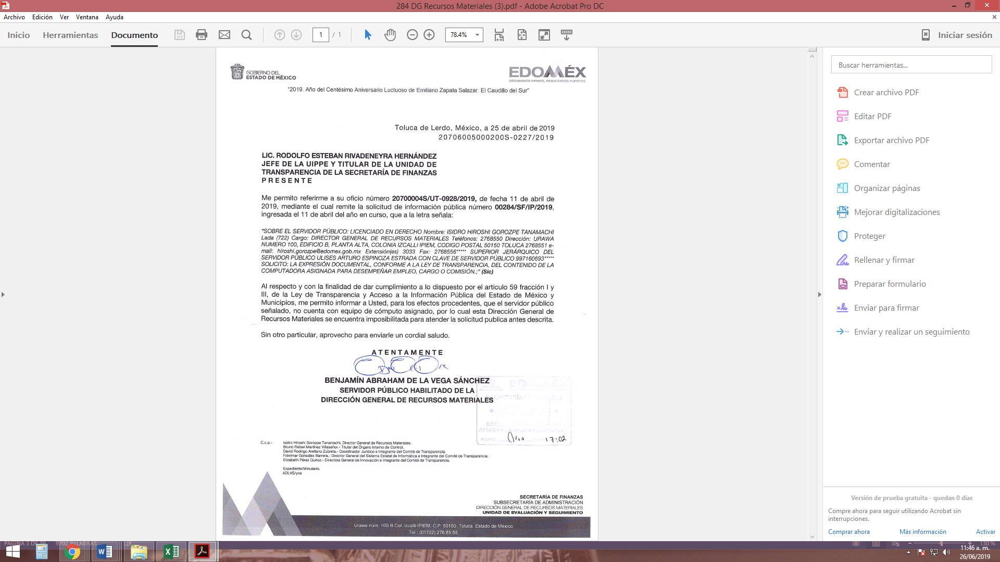 284 DG Recursos Materiales (3).pdf - Adobe Acrobat Pro DC
Archivo Edición Ver Ventana Ayuda
Inicio Herramientas Documento 1 / 1 78.4% Iniciar sesión
GOBIERNO DEL
ESTADO DE MÉXICO
EDOMÉX
DECISIONES FIRMES, RESULTADOS FUERTES.
"2019. Año del Centésimo Aniversario Luctuoso de Emiliano Zapata Salazar. El Caudillo del Sur"
Toluca de Lerdo, México, a 25 de abril de 2019
20706005000200S-0227/2019
LIC. RODOLFO ESTEBAN RIVADENEYRA HERNÁNDEZ
JEFE DE LA UIPPE Y TITULAR DE LA UNIDAD DE
TRANSPARENCIA DE LA SECRETARÍA DE FINANZAS
P R E S E N T E
Me permito referirme a su oficio número 20700004S/UT-0928/2019, de fecha 11 de abril de
2019, mediante el cual remite la solicitud de información pública número 00284/SF/IP/2019,
ingresada el 11 de abril del año en curso, que a la letra señala:
"SOBRE EL SERVIDOR PÚBLICO: LICENCIADO EN DERECHO Nombre: ISIDRO HIROSHI GOROZPE TANAMACHI
Lada (722) Cargo: DIRECTOR GENERAL DE RECURSOS MATERIALES Teléfonos: 2768550 Dirección: URAWA
NUMERO 100, EDIFICIO B, PLANTA ALTA, COLONIA IZCALLI IPIEM, CODIGO POSTAL 50150 TOLUCA 2768551 e-
mail: hiroshi.gorozpe@edomex.gob.mx Extensión(es) 3033 Fax: 2768556***** SUPERIOR JERÁRQUICO DEL
SERVIDOR PÚBLICO ULISES ARTURO ESPINOZA ESTRADA CON CLAVE DE SERVIDOR PÚBLICO 997160693*****
SOLICITO: LA EXPRESIÓN DOCUMENTAL, CONFORME A LA LEY DE TRANSPARENCIA, DEL CONTENIDO DE LA
COMPUTADORA ASIGNADA PARA DESEMPEÑAR EMPLEO, CARGO O COMISIÓN.;" (Sic)
Al respecto y con la finalidad de dar cumplimiento a lo dispuesto por el artículo 59 fracción I y
III, de la Ley de Transparencia y Acceso a la Información Pública del Estado de México y
Municipios, me permito informar a Usted, para los efectos procedentes, que el servidor público
señalado, no cuenta con equipo de cómputo asignado, por lo cual esta Dirección General de
Recursos Materiales se encuentra imposibilitada para atender la solicitud publica antes descrita.
Sin otro particular, aprovecho para enviarle un cordial saludo.
A T E N T A M E N T E
BENJAMÍN ABRAHAM DE LA VEGA SÁNCHEZ
SERVIDOR PÚBLICO HABILITADO DE LA
DIRECCIÓN GENERAL DE RECURSOS MATERIALES
EDOMÉX
17:02
C.c.p.- Isidro Hiroshi Gorozpe Tanamachi, Director General de Recursos Materiales.
Bruno Rafael Martínez Villaseñor.- Titular del Órgano Interno de Control.
David Rodrigo Arellano Zubieta.- Coordinador Jurídico e Integrante del Comité de Transparencia.
Fidelmar González Barrera.- Director General del Sistema Estatal de Informática e Integrante del Comité de Transparencia.
Elizabeth Pérez Quiroz.- Directora General de Innovación e integrante del Comité de Transparencia.
Expediente/Minutario.
ADLVS/yva
SECRETARÍA DE FINANZAS
SUBSECRETARÍA DE ADMINISTRACIÓN
DIRECCIÓN GENERAL DE RECURSOS MATERIALES
UNIDAD DE EVALUACIÓN Y SEGUIMIENTO
Urawa núm. 100-B Col. Izcalli-IPIEM, C.P. 50150. Toluca, Estado de México
Tel.: (01722) 276 85 55.
Buscar herramientas...
Crear archivo PDF
Editar PDF
Exportar archivo PDF
Comentar
Organizar páginas
Mejorar digitalizaciones
Proteger
Rellenar y firmar
Preparar formulario
Enviar para firmar
Enviar y realizar un seguimiento
Versión de prueba gratuita - quedan 0 días
Compre ahora para seguir utilizando Acrobat sin
interrupciones.
Comprar ahora Más información Activar
PÁGINA 3 DE 36 9702 PALABRAS 130 %
11:46 a. m.
26/06/2019